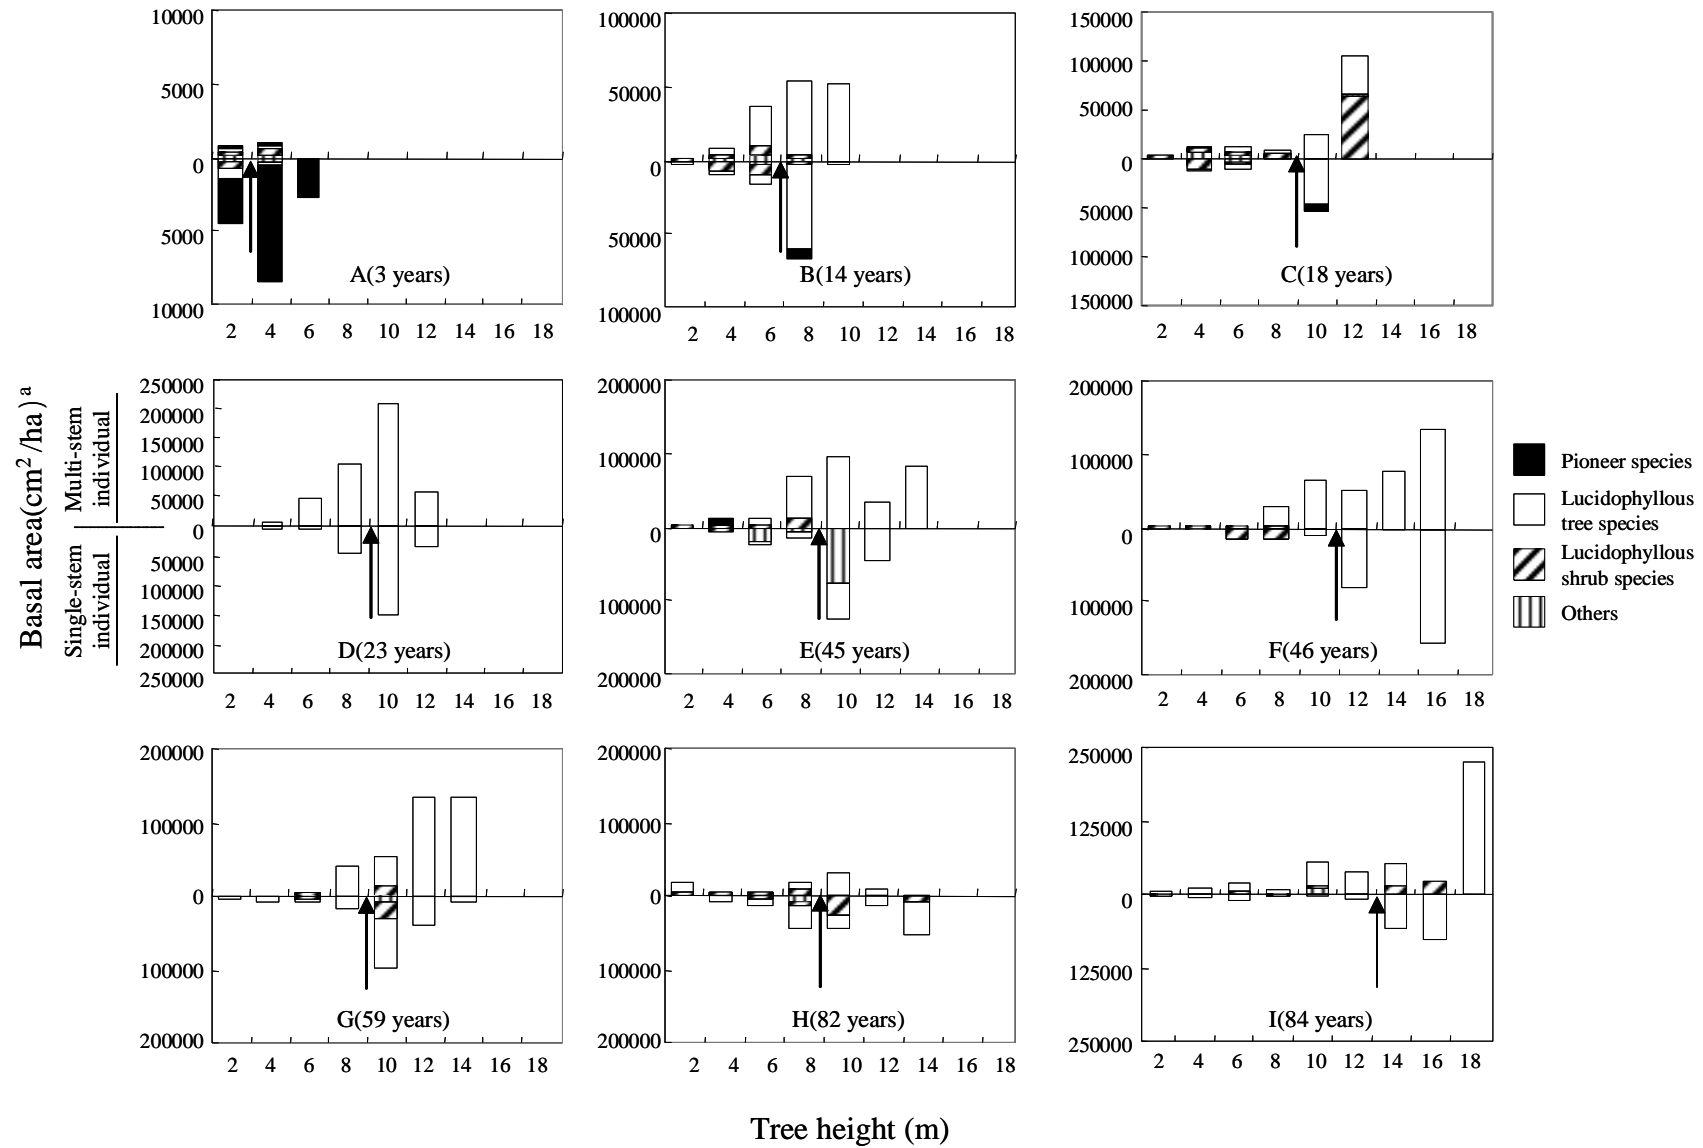 10000
5000
0
5000
10000
A(3 years)
2 4 6 8 10 12 14 16 18
100000
50000
0
50000
100000
B(14 years)
2 4 6 8 10 12 14 16 18
150000
100000
50000
0
50000
100000
150000
C(18 years)
2 4 6 8 10 12 14 16 18
Basal area(cm²/ha)ᵃ
Multi-stem
individual
Single-stem
individual
250000
200000
150000
100000
50000
0
50000
100000
150000
200000
250000
D(23 years)
2 4 6 8 10 12 14 16 18
200000
100000
0
100000
200000
E(45 years)
2 4 6 8 10 12 14 16 18
200000
100000
0
100000
200000
F(46 years)
2 4 6 8 10 12 14 16 18
Pioneer species
Lucidophyllous
tree species
Lucidophyllous
shrub species
Others
200000
100000
0
100000
200000
G(59 years)
2 4 6 8 10 12 14 16 18
200000
100000
0
100000
200000
H(82 years)
2 4 6 8 10 12 14 16 18
250000
125000
0
125000
250000
I(84 years)
2 4 6 8 10 12 14 16 18
Tree height (m)